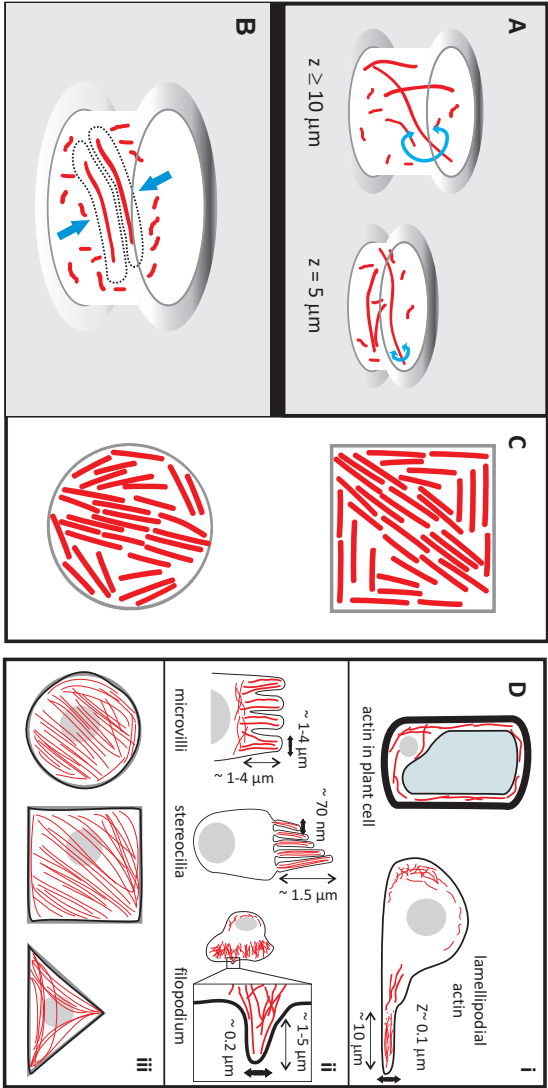 A
z ≥ 10 µm
z = 5 µm
B
C
D
actin in plant cell
lamellipodial
actin
Z~ 0.1 µm
~ 10 µm
i
~ 1-4 µm
~ 1-4 µm
microvilli
~ 70 nm
~ 1.5 µm
stereocilia
~ 1-5 µm
~ 0.2 µm
filopodium
ii
iii